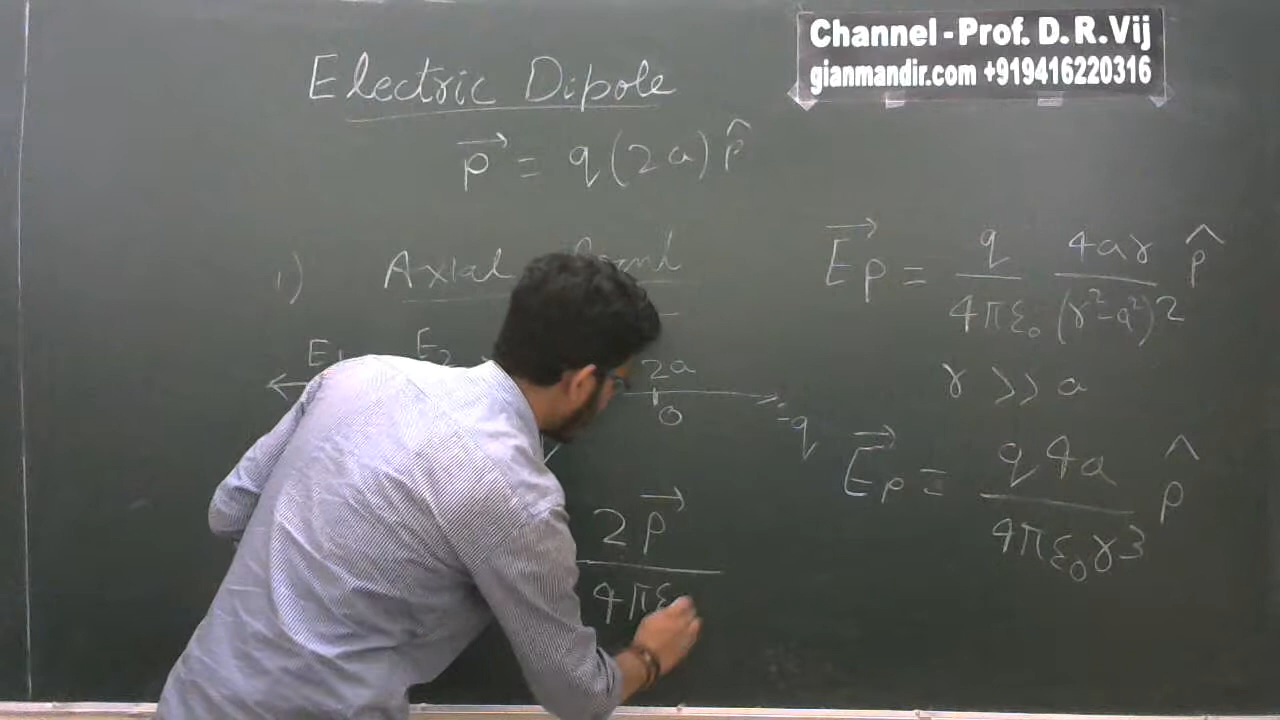 Channel - Prof. D. R. Vij
gianmandir.com +919416220316
Electric Dipole
p⃗ = q(2a) p̂
1) Axial
E₁ E₂
2a
O
-q
2p⃗
4πε
E⃗p = q/4πε₀ 4ar/(r²-a²)² p̂
r >> a
E⃗p = q4a/4πε₀r³ p̂